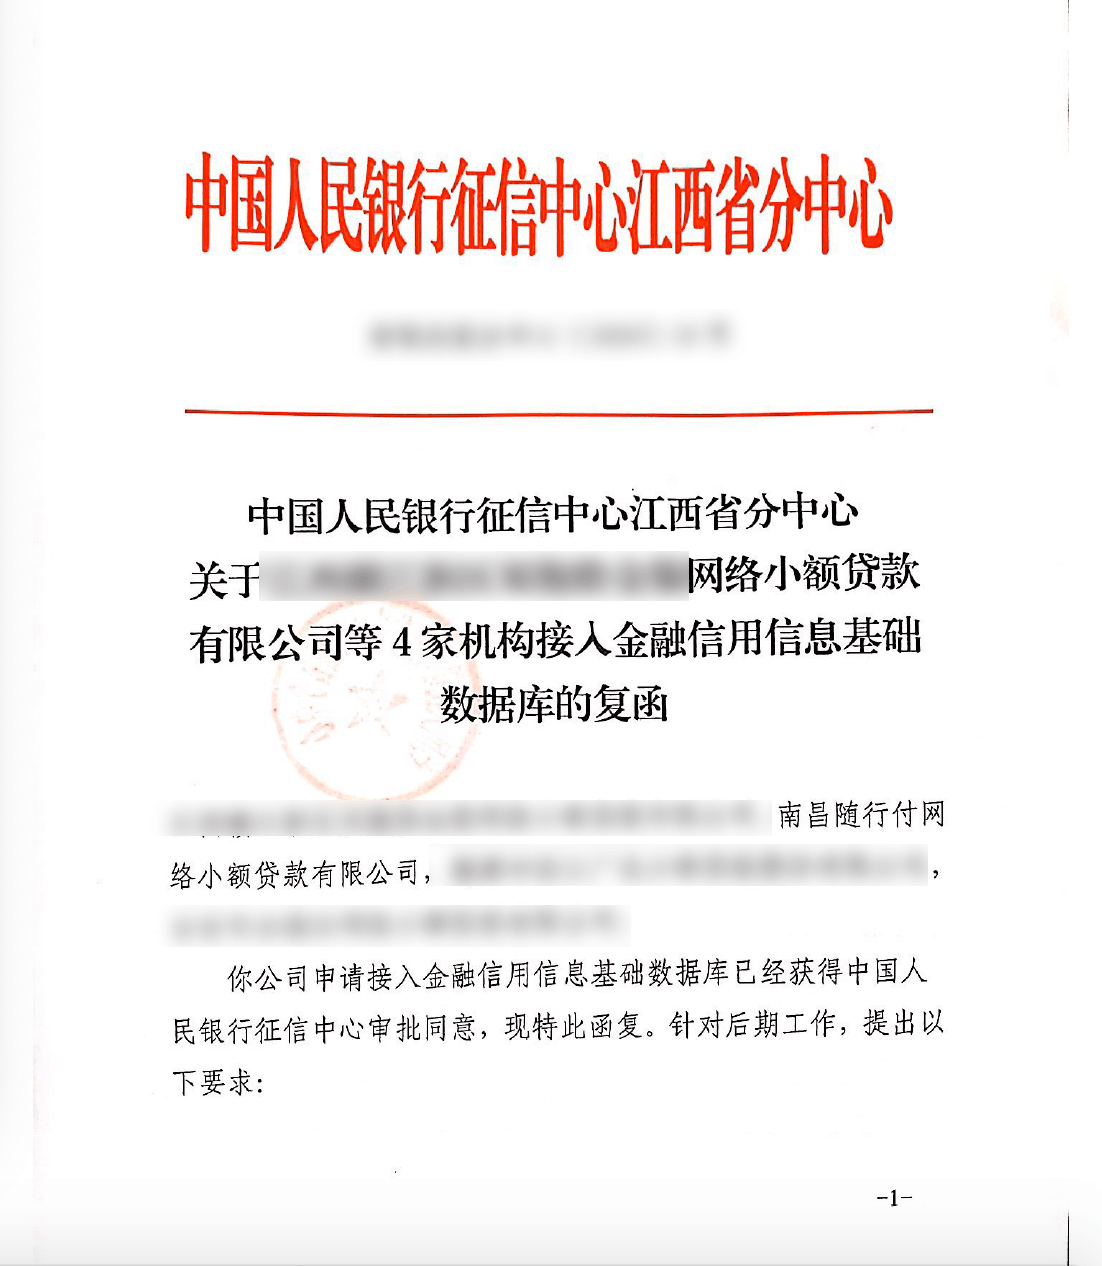 中国人民银行征信中心江西省分中心
中国人民银行征信中心江西省分中心
关于网络小额贷款
有限公司等4家机构接入金融信用信息基础
数据库的复函
南昌随行付网
络小额贷款有限公司，，
你公司申请接入金融信用信息基础数据库已经获得中国人
民银行征信中心审批同意，现特此函复。针对后期工作，提出以
下要求：
-1-